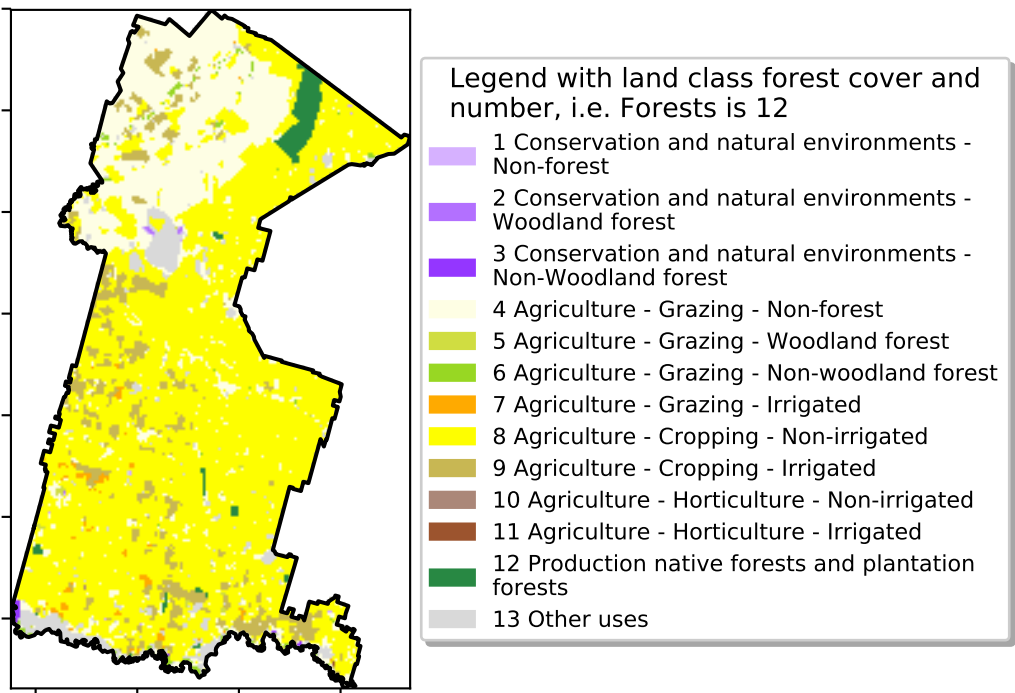 Legend with land class forest cover and
number, i.e. Forests is 12
1 Conservation and natural environments -
Non-forest
2 Conservation and natural environments -
Woodland forest
3 Conservation and natural environments -
Non-Woodland forest
4 Agriculture - Grazing - Non-forest
5 Agriculture - Grazing - Woodland forest
6 Agriculture - Grazing - Non-woodland forest
7 Agriculture - Grazing - Irrigated
8 Agriculture - Cropping - Non-irrigated
9 Agriculture - Cropping - Irrigated
10 Agriculture - Horticulture - Non-irrigated
11 Agriculture - Horticulture - Irrigated
12 Production native forests and plantation
forests
13 Other uses